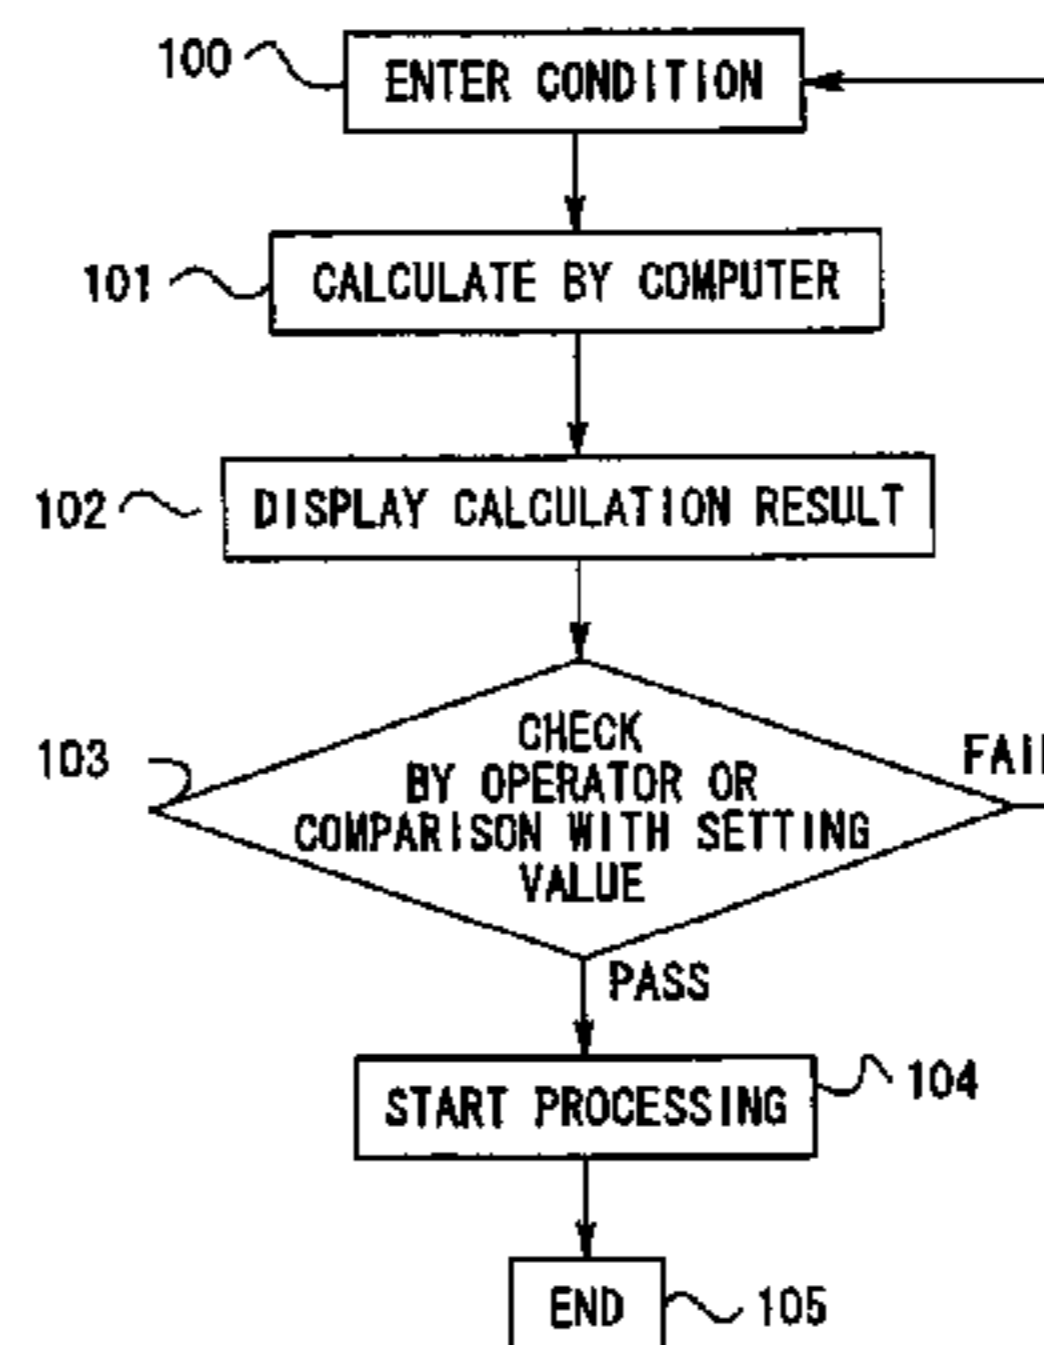 100
ENTER CONDITION
101
CALCULATE BY COMPUTER
102
DISPLAY CALCULATION RESULT
103
CHECK
BY OPERATOR OR
COMPARISON WITH SETTING
VALUE
FAI
PASS
START PROCESSING
104
END
105